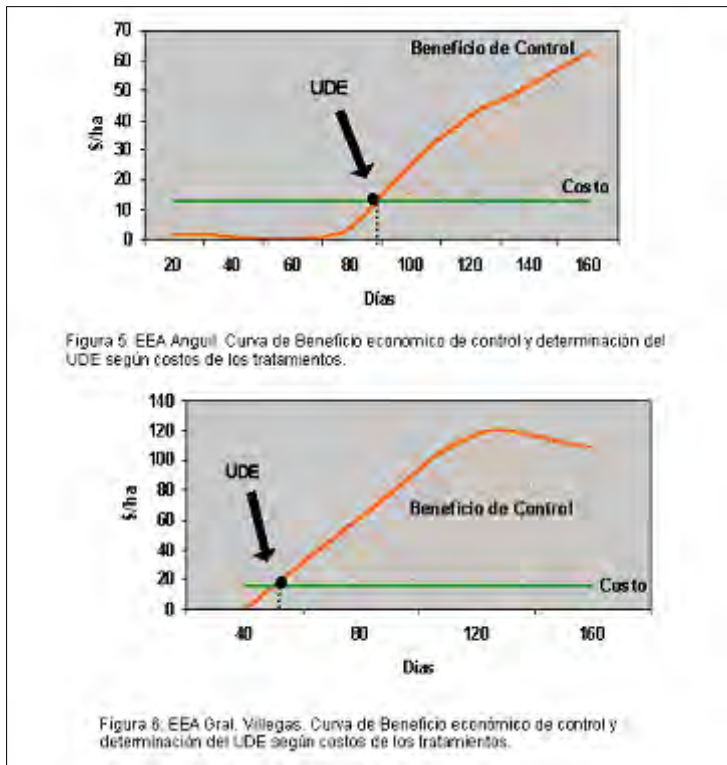 70
60
50
40
30
20
10
0
$/ha
Beneficio de Control
UDE
Costo
20 40 60 80 100 120 140 160
Días
Figura 5: EEA Anguil. Curva de Beneficio económico de control y determinación del
UDE según costos de los tratamientos.
140
120
100
80
60
40
20
0
$/ha
UDE
Beneficio de Control
Costo
40 80 120 160
Días
Figura 6: EEA Gral. Villegas. Curva de Beneficio económico de control y
determinación del UDE según costos de los tratamientos.